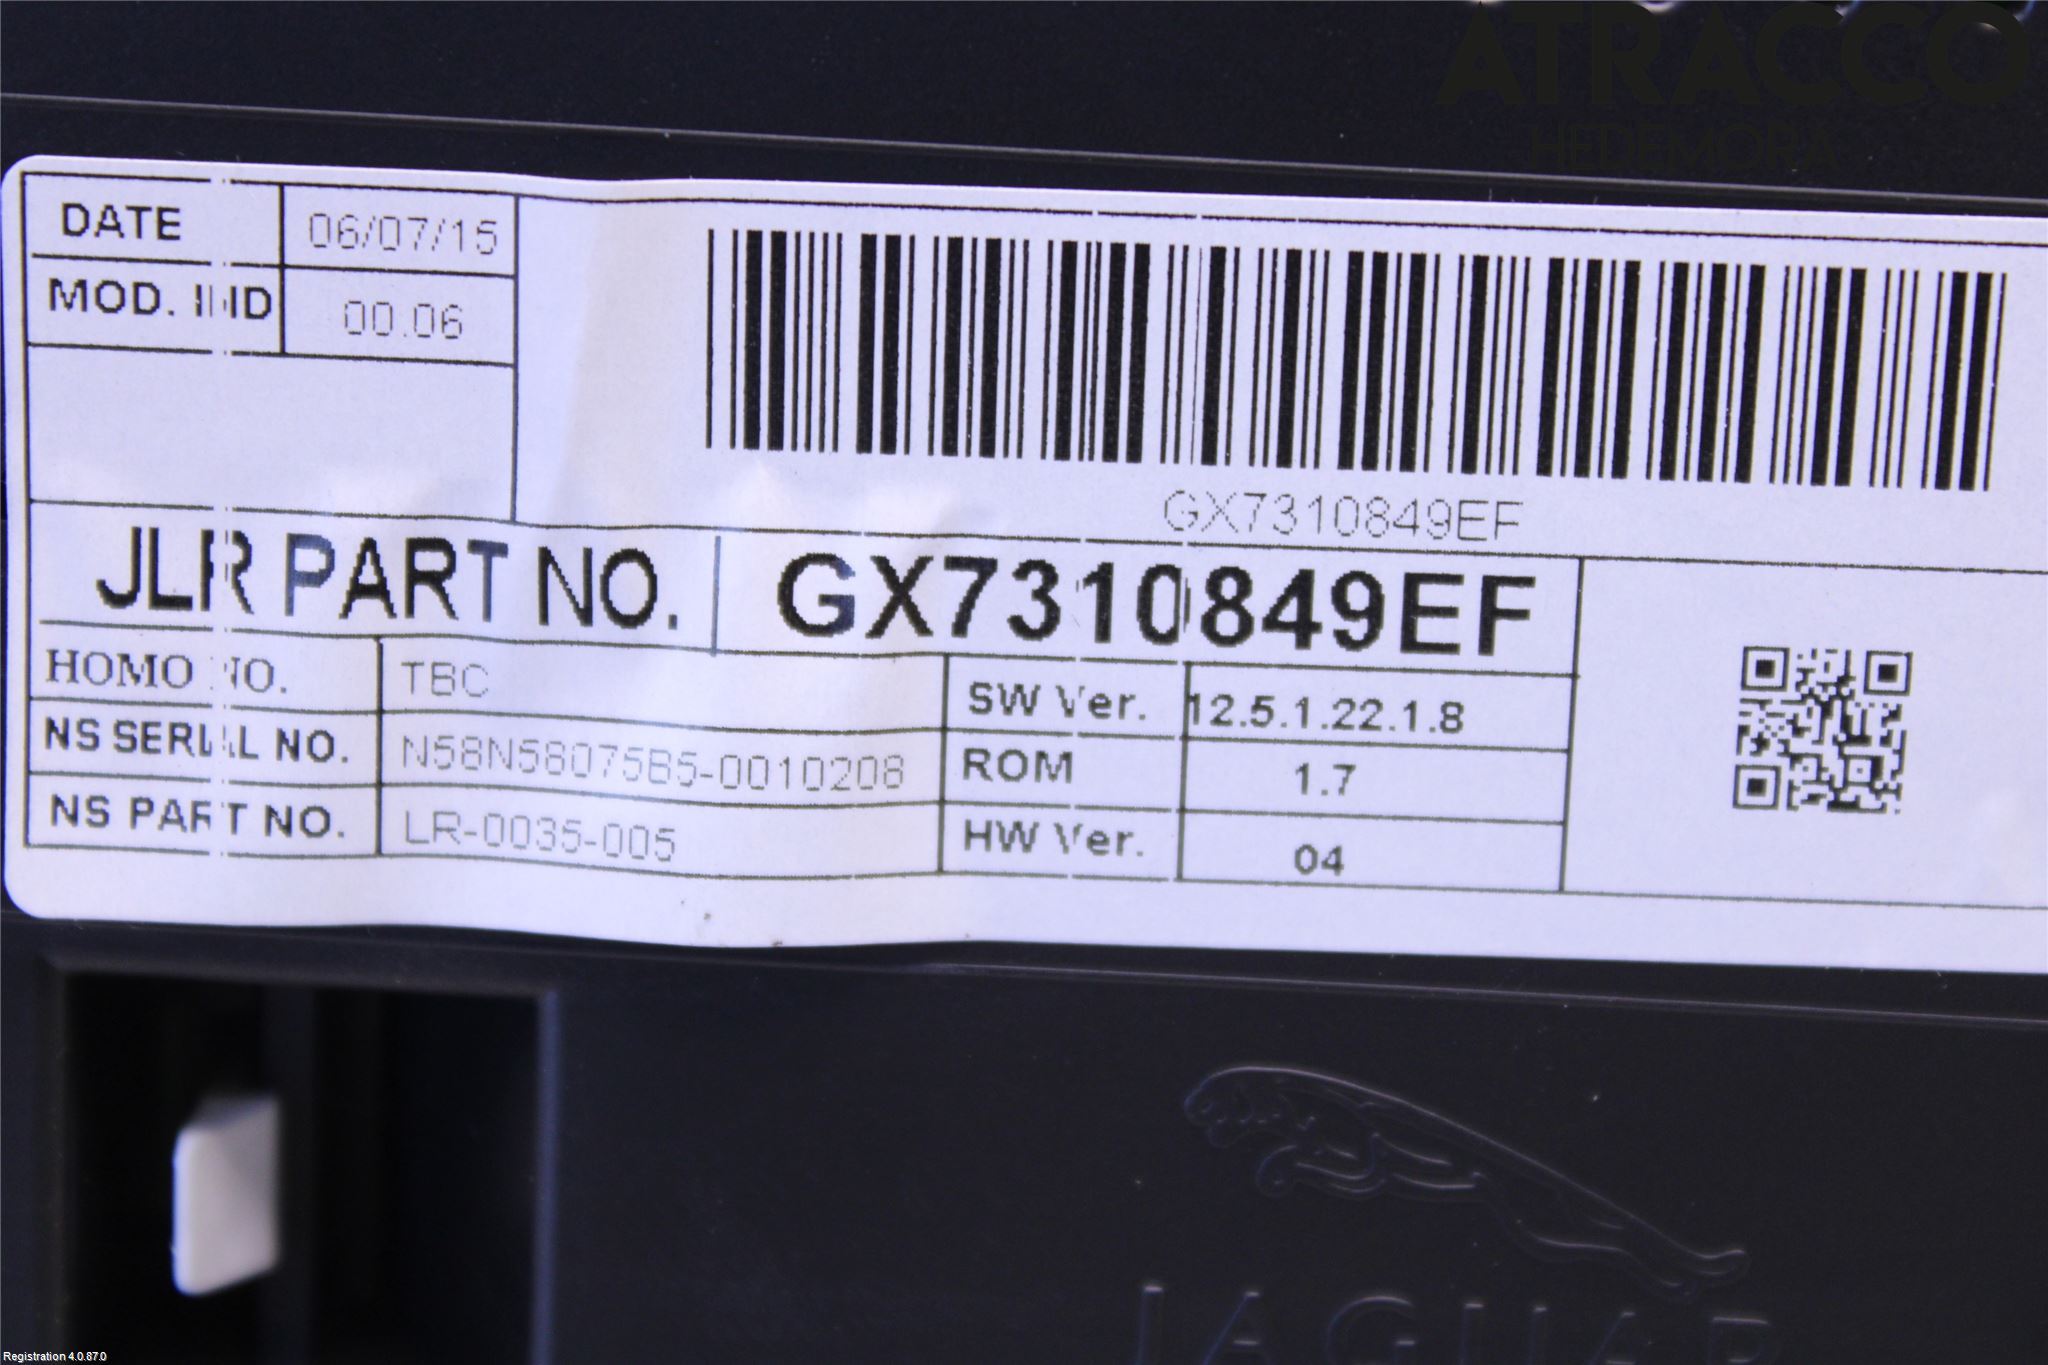 ATRACCO
HEDEMORA
DATE 06/07/15
MOD. IND 00.06
GX7310849EF
JLR PART NO. GX7310849EF
HOMO NO. TBC
SW Ver. 12.5.1.22.1.8
NS SERIAL NO. N58N58075B5-0010208
ROM 1.7
NS PART NO. LR-0035-005
HW Ver. 04
JAGUAR
Registration 4.0.87.0